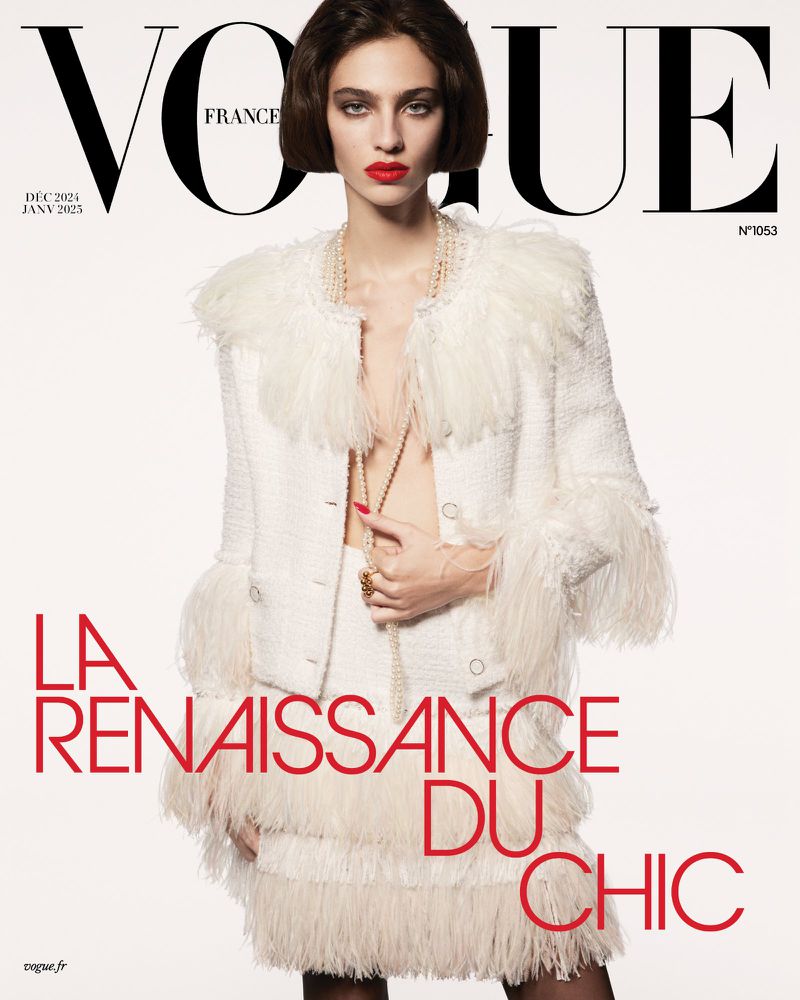 VOGUE
FRANCE
DÉC 2024
JANV 2025
N°1053
LA
RENAISSANCE
DU
CHIC
vogue.fr